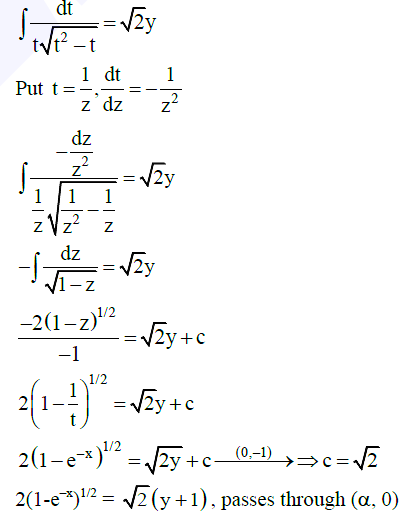 ∫ dt / (t√(t² – t)) = √2y
Put t = 1/z, dt/dz = – 1/z²
∫ (– dz/z²) / ((1/z)√(1/z² – 1/z)) = √2y
–∫ dz/√(1–z) = √2y
–2(1–z)^1/2 / –1 = √2y + c
2(1 – 1/t)^1/2 = √2y + c
2(1 – e^–x)^1/2 = √2y + c —(0,–1)→ ⇒ c = √2
2(1-e^–x)^1/2 = √2(y+1), passes through (α, 0)